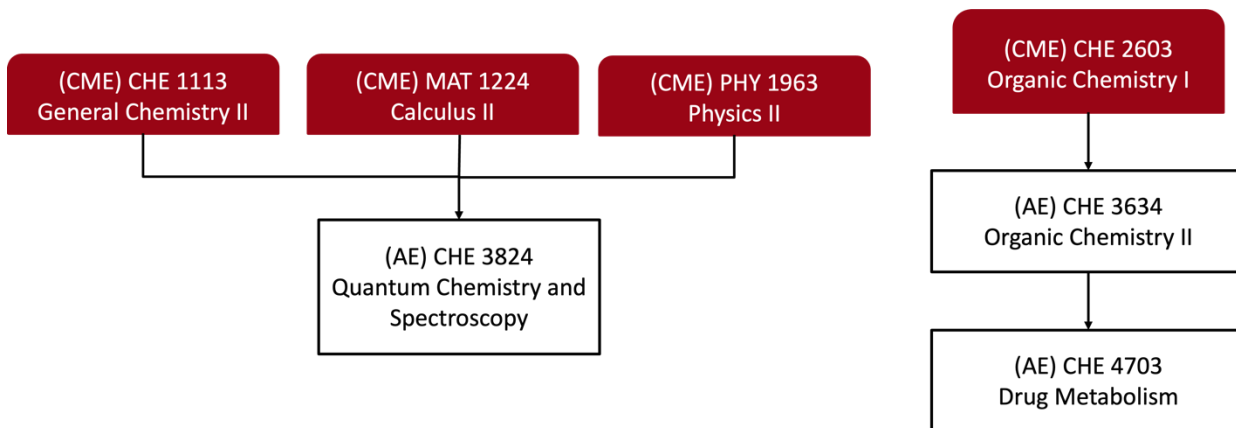 (CME) CHE 1113
General Chemistry II
(CME) MAT 1224
Calculus II
(CME) PHY 1963
Physics II
(CME) CHE 2603
Organic Chemistry I
(AE) CHE 3634
Organic Chemistry II
(AE) CHE 3824
Quantum Chemistry and
Spectroscopy
(AE) CHE 4703
Drug Metabolism